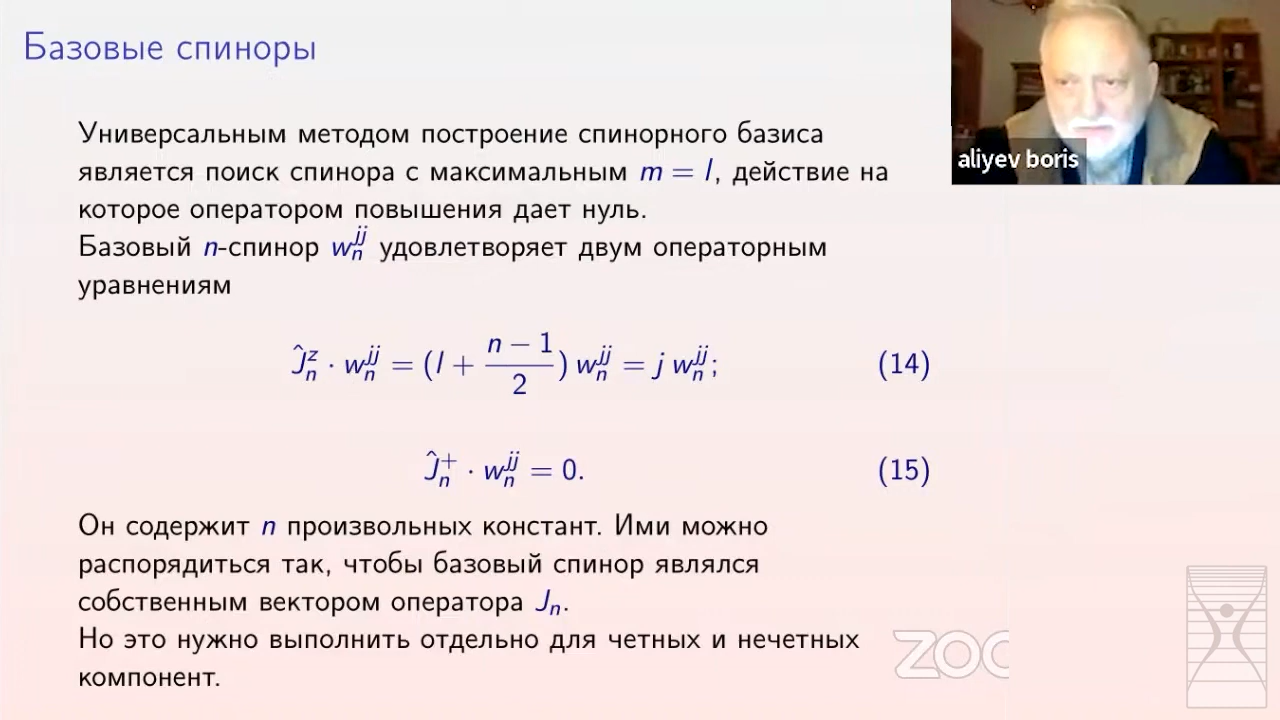 Базовые спиноры
aliyev boris
Универсальным методом построение спинорного базиса
является поиск спинора с максимальным m = l, действие на
которое оператором повышения дает нуль.
Базовый n-спинор w_n^{jj} удовлетворяет двум операторным
уравнениям
Ĵ_n^z · w_n^{jj} = (l + \frac{n − 1}{2}) w_n^{jj} = j w_n^{jj}; (14)
Ĵ_n^+ · w_n^{jj} = 0. (15)
Он содержит n произвольных констант. Ими можно
распорядиться так, чтобы базовый спинор являлся
собственным вектором оператора J_n.
Но это нужно выполнить отдельно для четных и нечетных
компонент.